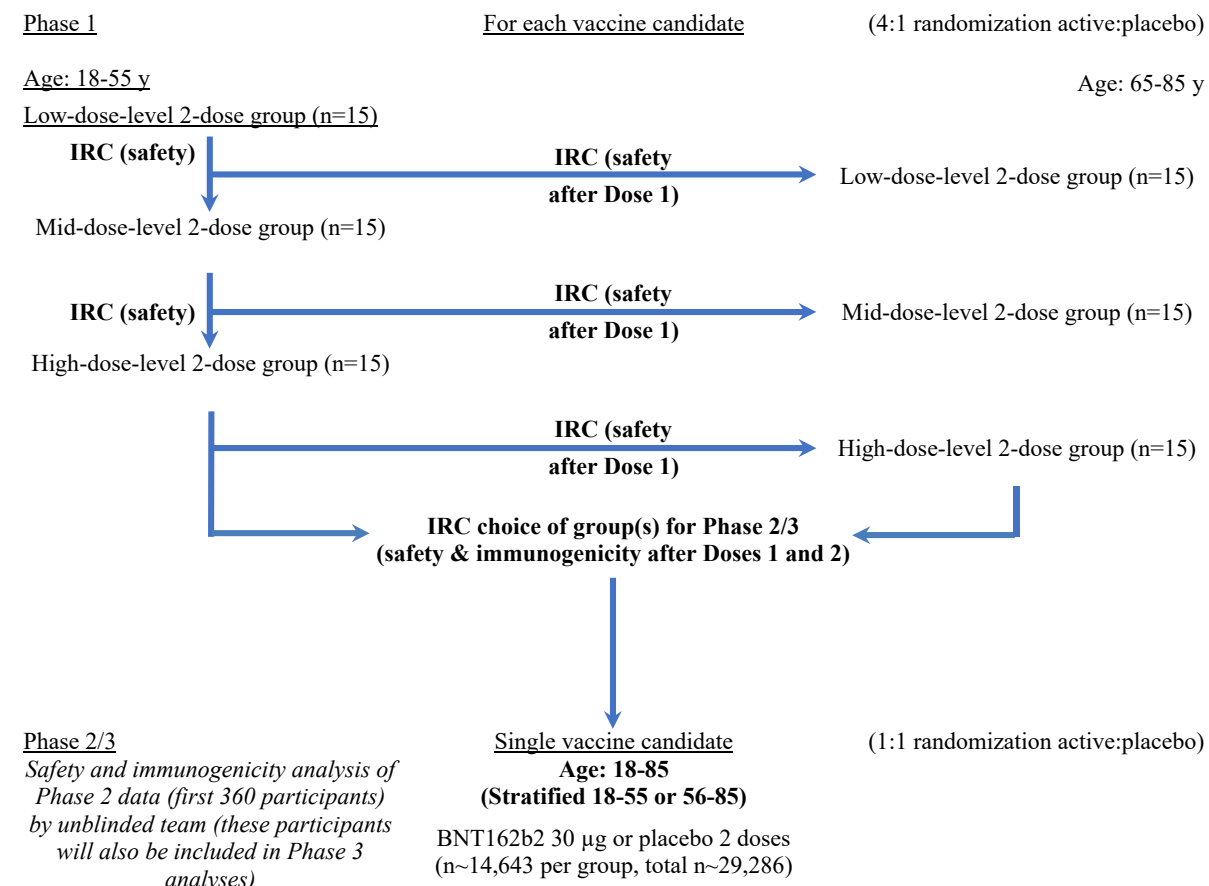 Phase 1 For each vaccine candidate (4:1 randomization active:placebo)
Age: 18-55 y Age: 65-85 y
Low-dose-level 2-dose group (n=15)
IRC (safety) IRC (safety
after Dose 1) Low-dose-level 2-dose group (n=15)
Mid-dose-level 2-dose group (n=15)
IRC (safety) IRC (safety
after Dose 1) Mid-dose-level 2-dose group (n=15)
High-dose-level 2-dose group (n=15)
IRC (safety
after Dose 1) High-dose-level 2-dose group (n=15)
IRC choice of group(s) for Phase 2/3
(safety & immunogenicity after Doses 1 and 2)
Phase 2/3 Single vaccine candidate (1:1 randomization active:placebo)
Safety and immunogenicity analysis of
Phase 2 data (first 360 participants)
by unblinded team (these participants
will also be included in Phase 3
analyses)
Age: 18-85
(Stratified 18-55 or 56-85)
BNT162b2 30 µg or placebo 2 doses
(n~14,643 per group, total n~29,286)